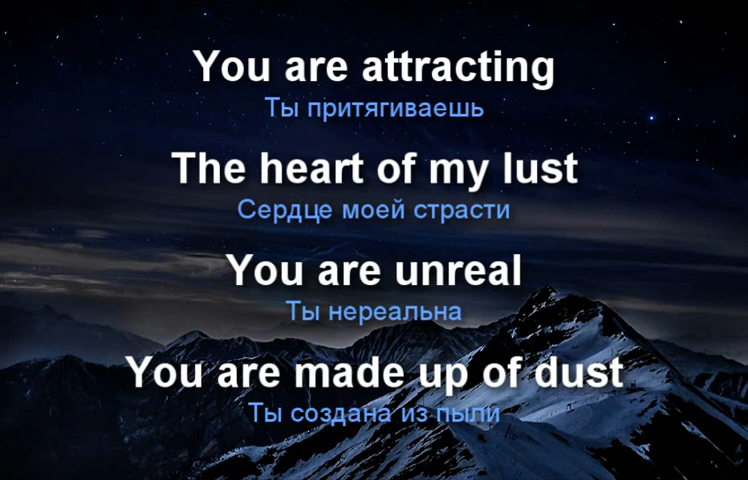 You are attracting
Ты притягиваешь
The heart of my lust
Сердце моей страсти
You are unreal
Ты нереальна
You are made up of dust
Ты создана из пыли